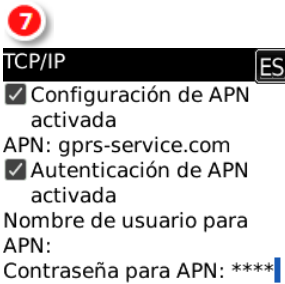 7
TCP/IP
ES
Configuración de APN
activada
APN: gprs-service.com
Autenticación de APN
activada
Nombre de usuario para
APN:
Contraseña para APN: ****